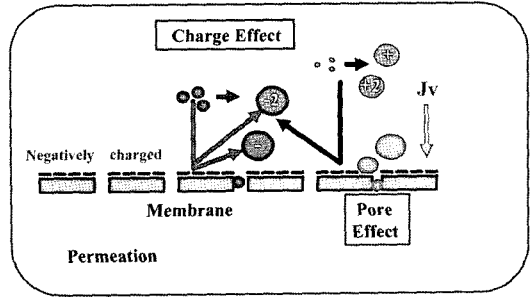 Charge Effect
+
-2
+2
Jv
-
Negatively charged
Membrane
Pore
Effect
Permeation